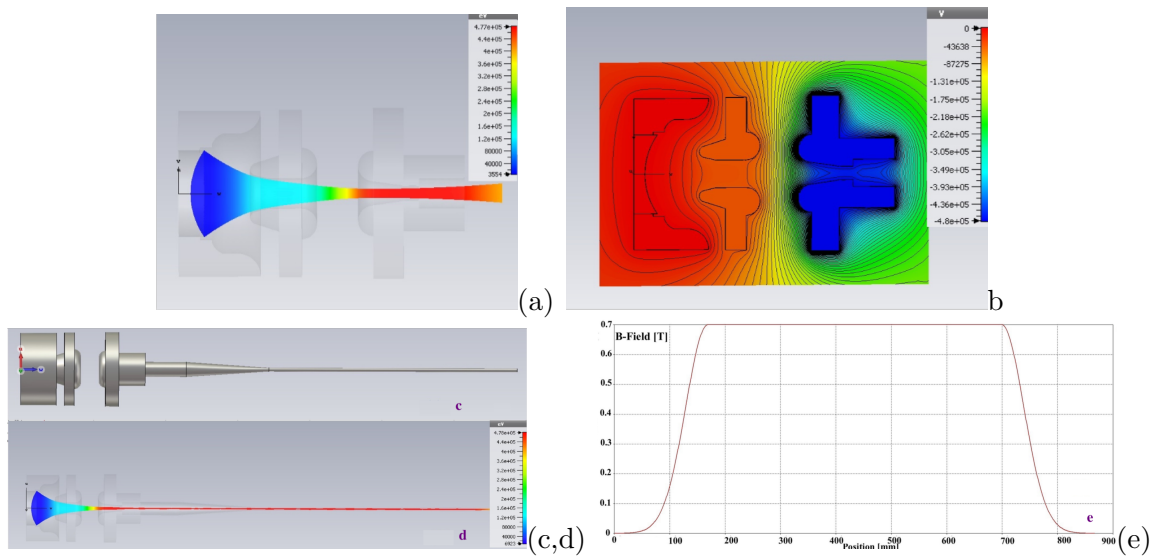 eV
4.77e+05
4.4e+05
4e+05
3.6e+05
3.2e+05
2.8e+05
2.4e+05
2e+05
1.6e+05
1.2e+05
80000
40000
3554
(a)
V
0
-43638
-87275
-1.31e+05
-1.75e+05
-2.18e+05
-2.62e+05
-3.05e+05
-3.49e+05
-3.93e+05
-4.36e+05
-4.8e+05
b
c
eV
4.78e+05
4.4e+05
4e+05
3.6e+05
3.2e+05
2.8e+05
2.4e+05
2e+05
1.6e+05
1.2e+05
80000
40000
6923
d
(c,d)
B-Field [T]
0.7
0.6
0.5
0.4
0.3
0.2
0.1
0
0 100 200 300 400 500 600 700 800 900
Position [mm]
e
(e)